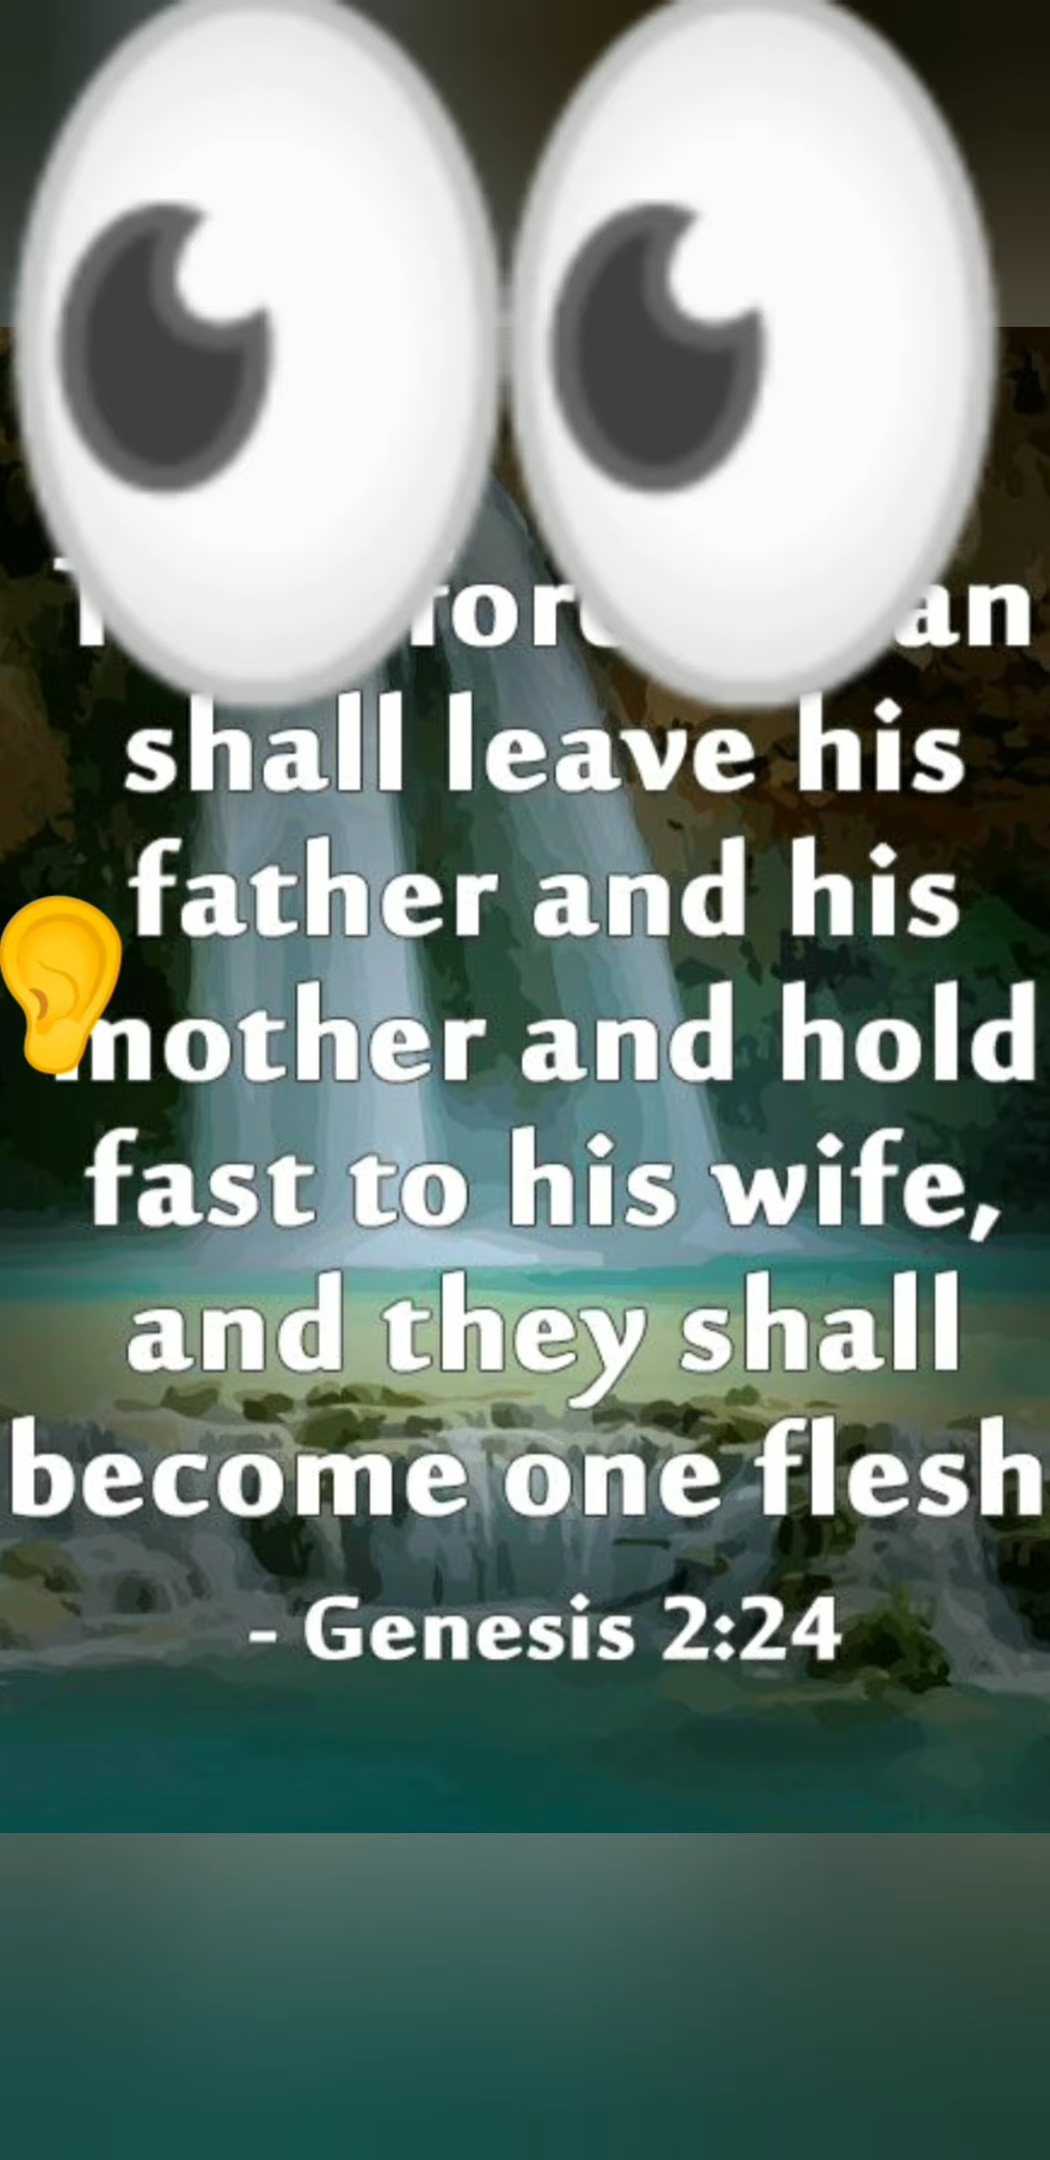 shall leave his
father and his
mother and hold
fast to his wife,
and they shall
become one flesh
- Genesis 2:24